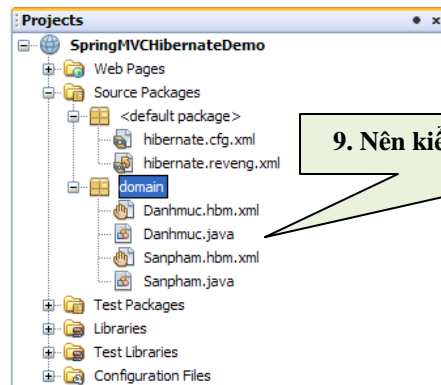 Projects
SpringMVCHibernateDemo
Web Pages
Source Packages
<default package>
hibernate.cfg.xml
hibernate.reveng.xml
9. Nên
domain
Danhmuc.hbm.xml
Danhmuc.java
Sanpham.hbm.xml
Sanpham.java
Test Packages
Libraries
Test Libraries
Configuration Files